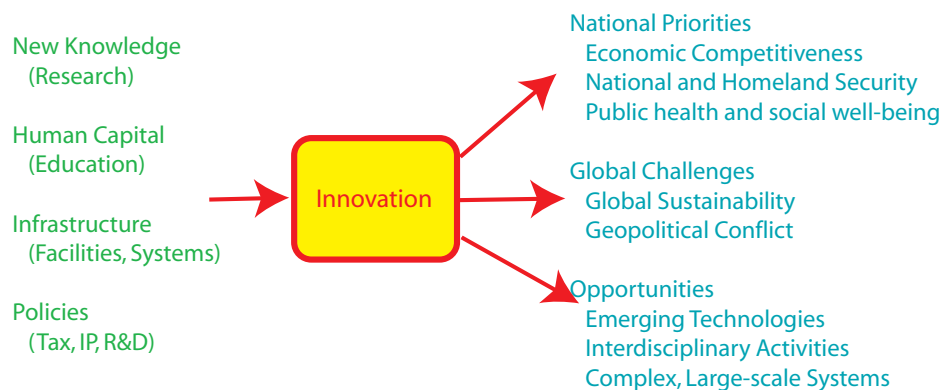 New Knowledge
(Research)
Human Capital
(Education)
Infrastructure
(Facilities, Systems)
Policies
(Tax, IP, R&D)
Innovation
National Priorities
Economic Competitiveness
National and Homeland Security
Public health and social well-being
Global Challenges
Global Sustainability
Geopolitical Conflict
Opportunities
Emerging Technologies
Interdisciplinary Activities
Complex, Large-scale Systems